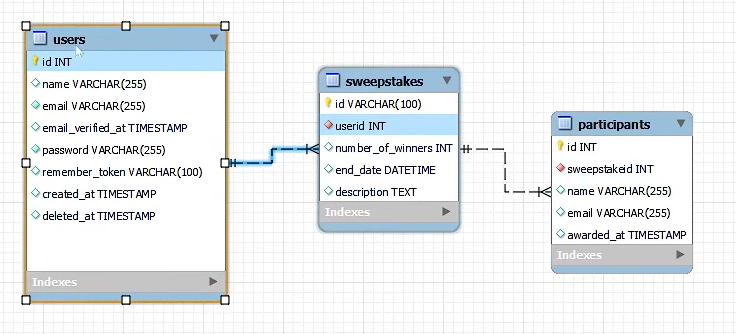 users
id INT
name VARCHAR(255)
email VARCHAR(255)
email_verified_at TIMESTAMP
password VARCHAR(255)
remember_token VARCHAR(100)
created_at TIMESTAMP
deleted_at TIMESTAMP
Indexes
sweepstakes
id VARCHAR(100)
userid INT
number_of_winners INT
end_date DATETIME
description TEXT
Indexes
participants
id INT
sweepstakeid INT
name VARCHAR(255)
email VARCHAR(255)
awarded_at TIMESTAMP
Indexes